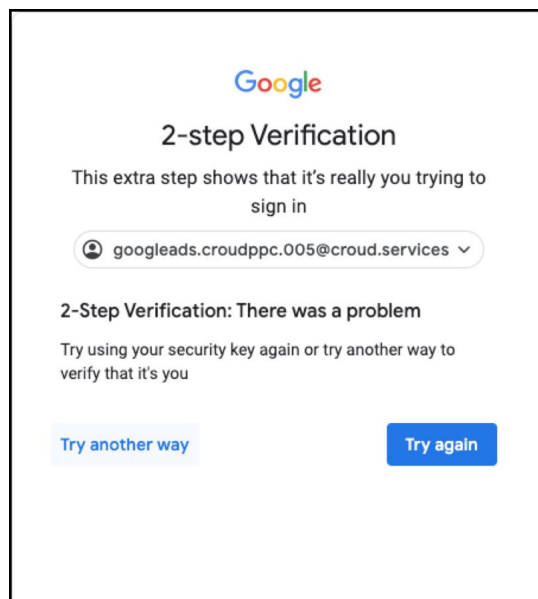 Google
2-step Verification
This extra step shows that it's really you trying to
sign in
googleads.croudppc.005@croud.services
2-Step Verification: There was a problem
Try using your security key again or try another way to
verify that it's you
Try another way
Try again